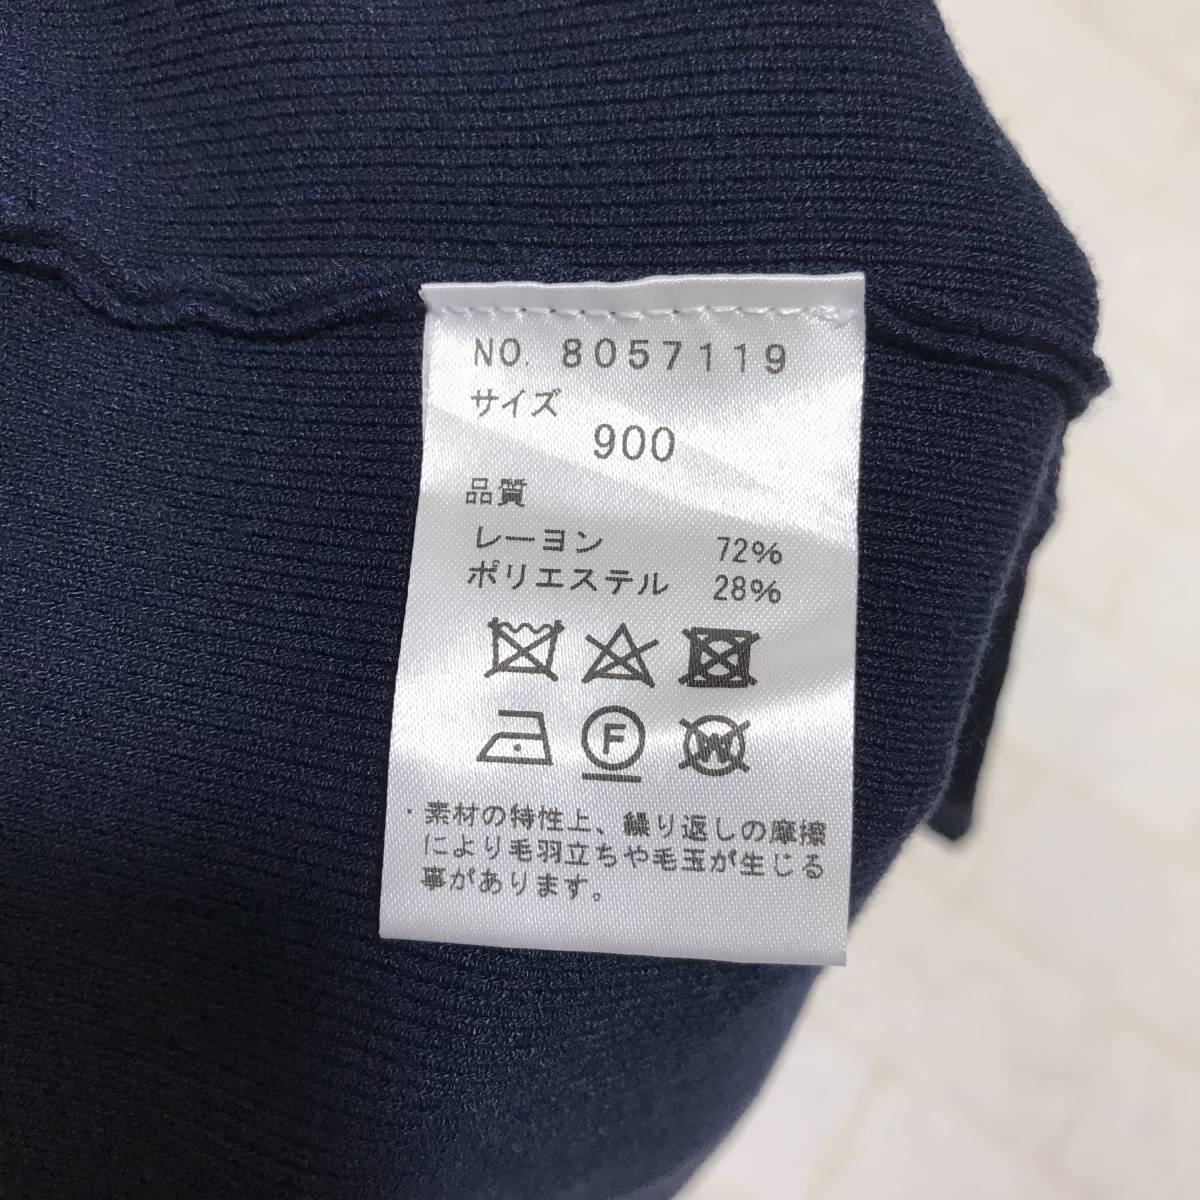 NO. 8057119
サイズ
900
品質
レーヨン 72%
ポリエステル 28%
F
W
・素材の特性上、繰り返しの摩擦
により毛羽立ちや毛玉が生じる
事があります。